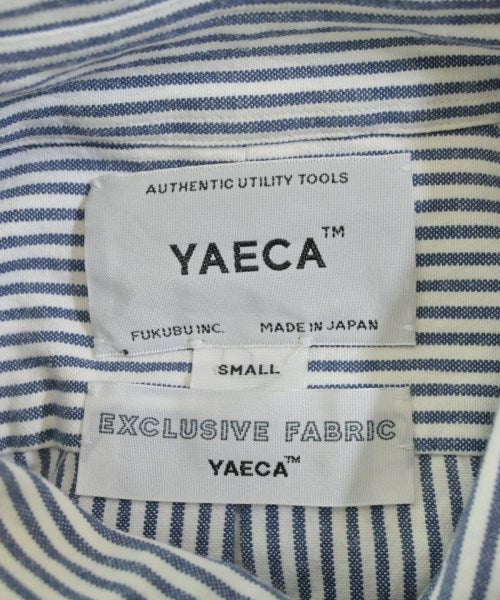 AUTHENTIC UTILITY TOOLS
YAECA™
FUKUBU INC. MADE IN JAPAN
SMALL
EXCLUSIVE FABRIC
YAECA™